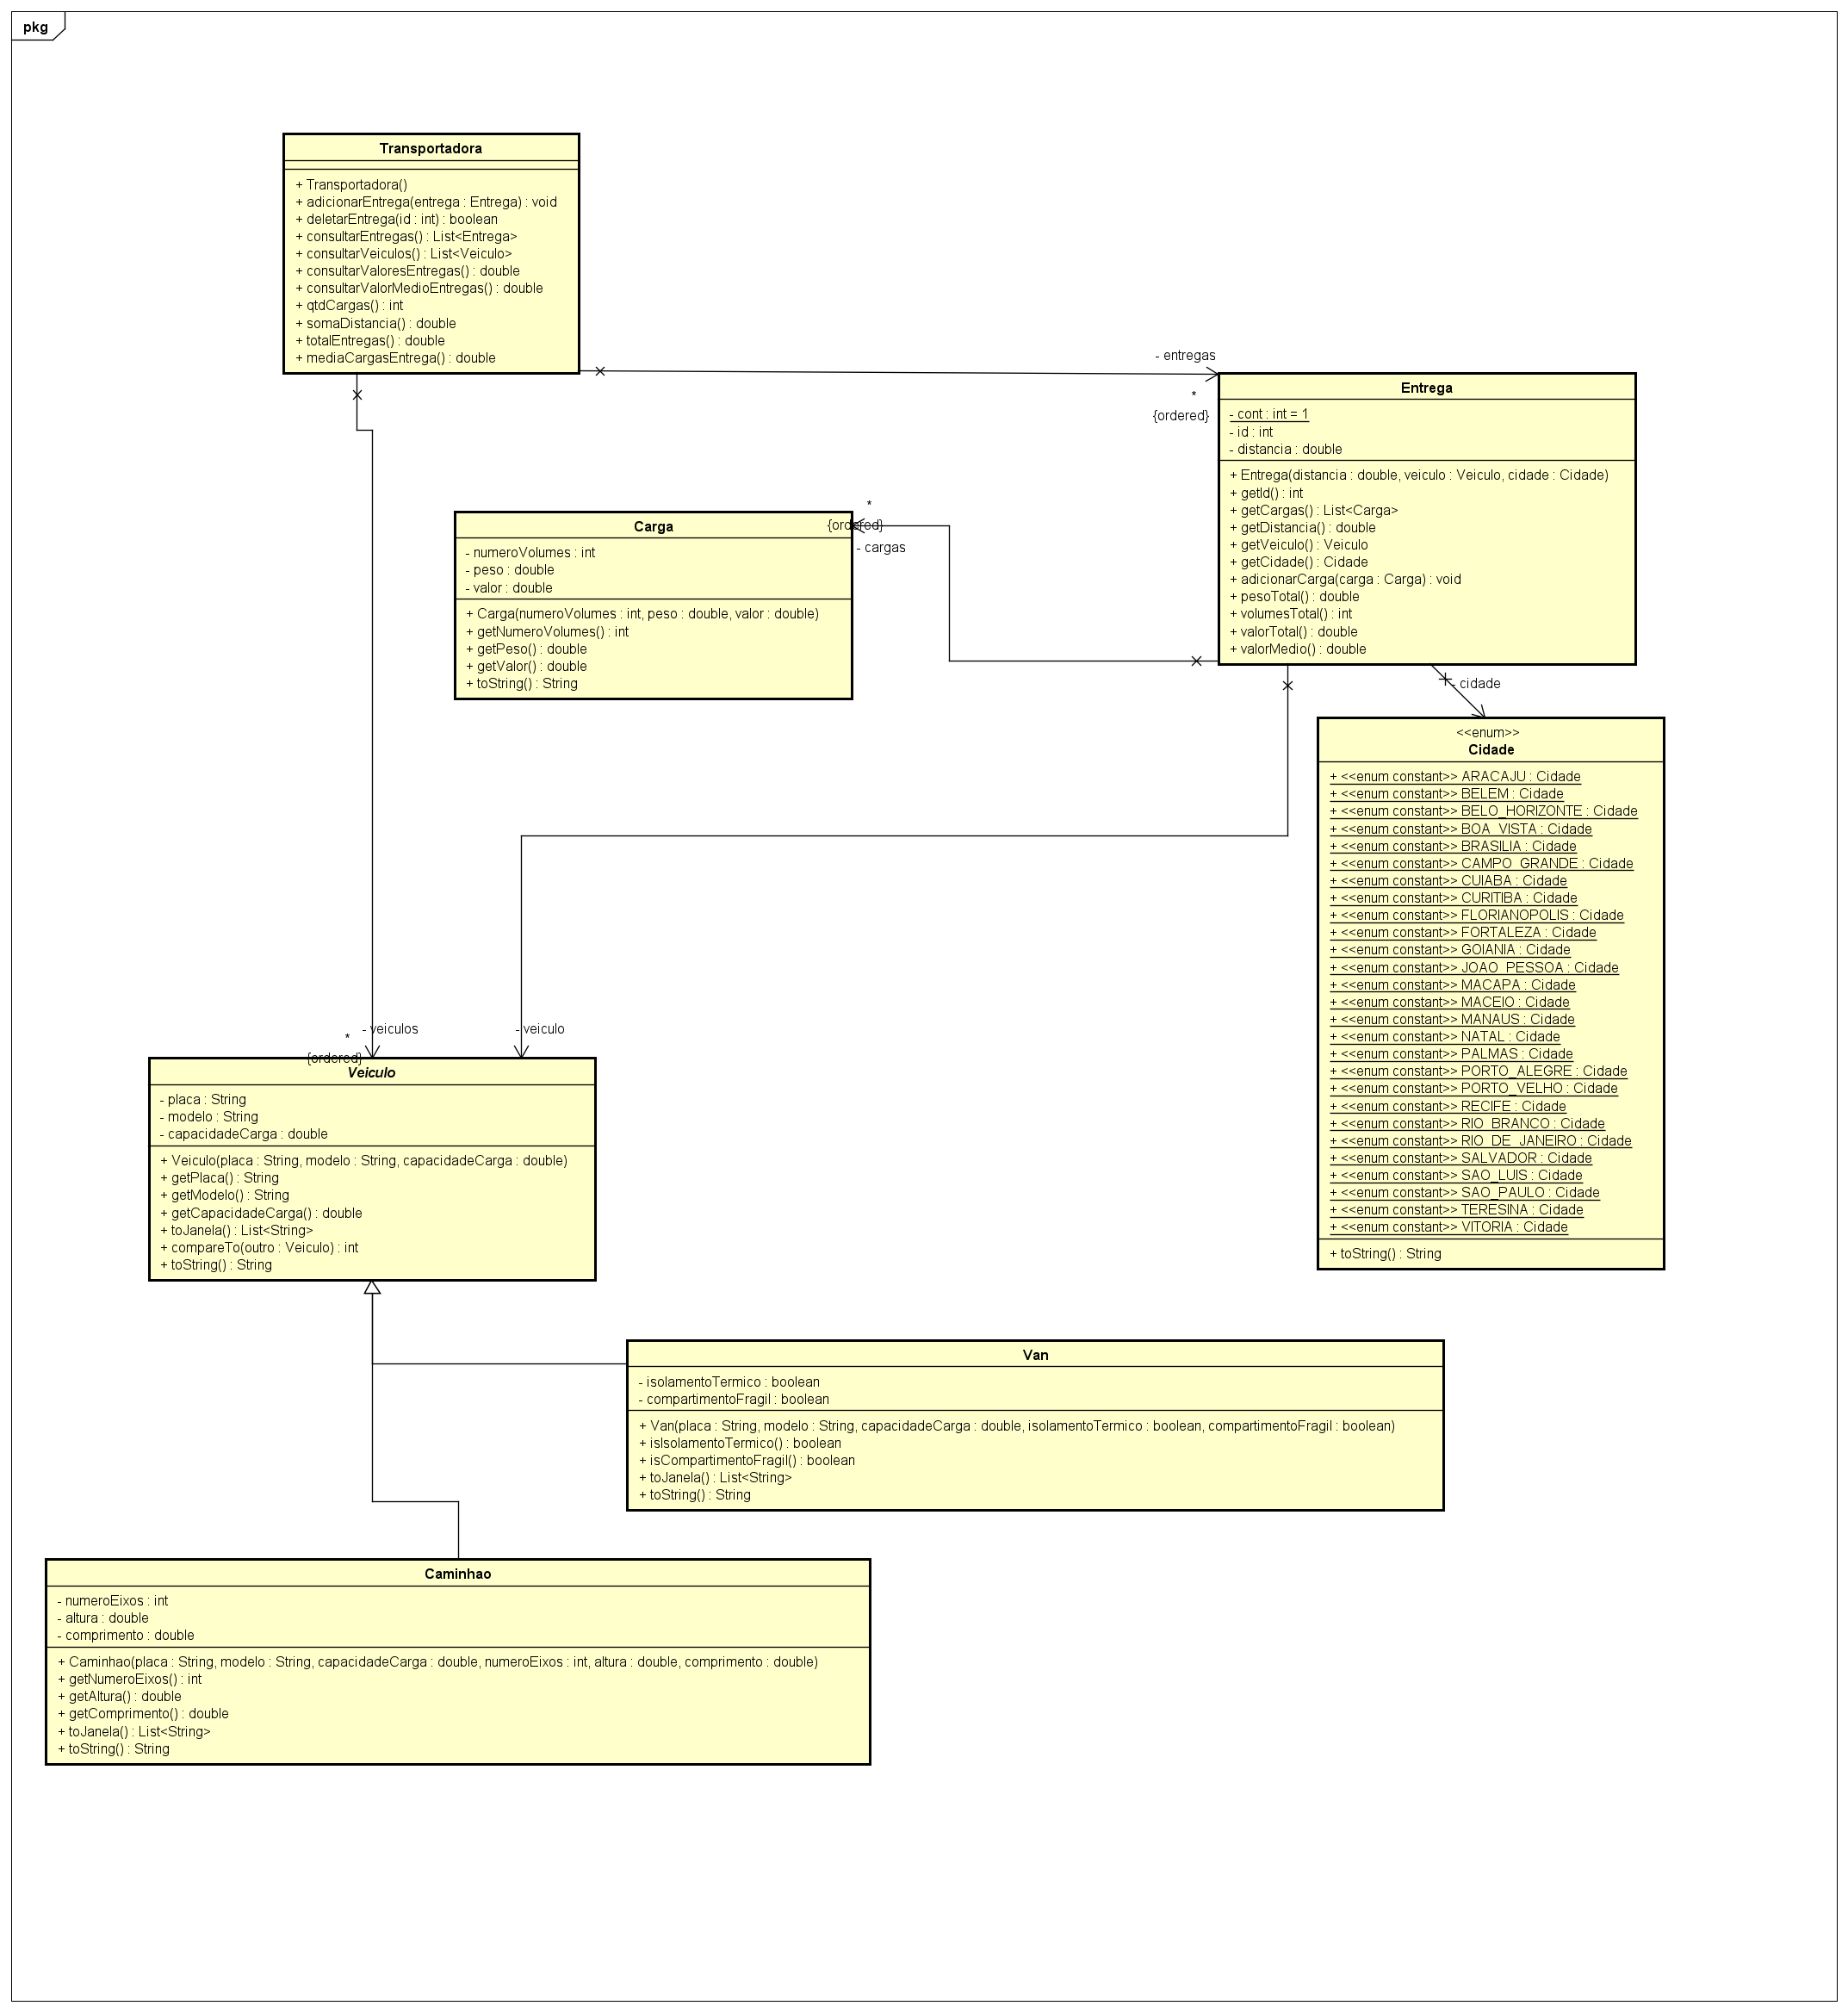 pkg
Transportadora
+ Transportadora()
+ adicionarEntrega(entrega : Entrega) : void
+ deletarEntrega(id : int) : boolean
+ consultarEntregas() : List<Entrega>
+ consultarVeiculos() : List<Veiculo>
+ consultarValoresEntregas() : double
+ consultarValorMedioEntregas() : double
+ qtdCargas() : int
+ somaDistancia() : double
+ totalEntregas() : double
+ mediaCargasEntrega() : double
- entregas
*
{ordered}
Entrega
- cont : int = 1
- id : int
- distancia : double
+ Entrega(distancia : double, veiculo : Veiculo, cidade : Cidade)
+ getId() : int
+ getCargas() : List<Carga>
+ getDistancia() : double
+ getVeiculo() : Veiculo
+ getCidade() : Cidade
+ adicionarCarga(carga : Carga) : void
+ pesoTotal() : double
+ volumesTotal() : int
+ valorTotal() : double
+ valorMedio() : double
*
{ordered}
- cargas
Carga
- numeroVolumes : int
- peso : double
- valor : double
+ Carga(numeroVolumes : int, peso : double, valor : double)
+ getNumeroVolumes() : int
+ getPeso() : double
+ getValor() : double
+ toString() : String
- cidade
<<enum>>
Cidade
+ <<enum constant>> ARACAJU : Cidade
+ <<enum constant>> BELEM : Cidade
+ <<enum constant>> BELO_HORIZONTE : Cidade
+ <<enum constant>> BOA_VISTA : Cidade
+ <<enum constant>> BRASILIA : Cidade
+ <<enum constant>> CAMPO_GRANDE : Cidade
+ <<enum constant>> CUIABA : Cidade
+ <<enum constant>> CURITIBA : Cidade
+ <<enum constant>> FLORIANOPOLIS : Cidade
+ <<enum constant>> FORTALEZA : Cidade
+ <<enum constant>> GOIANIA : Cidade
+ <<enum constant>> JOAO_PESSOA : Cidade
+ <<enum constant>> MACAPA : Cidade
+ <<enum constant>> MACEIO : Cidade
+ <<enum constant>> MANAUS : Cidade
+ <<enum constant>> NATAL : Cidade
+ <<enum constant>> PALMAS : Cidade
+ <<enum constant>> PORTO_ALEGRE : Cidade
+ <<enum constant>> PORTO_VELHO : Cidade
+ <<enum constant>> RECIFE : Cidade
+ <<enum constant>> RIO_BRANCO : Cidade
+ <<enum constant>> RIO_DE_JANEIRO : Cidade
+ <<enum constant>> SALVADOR : Cidade
+ <<enum constant>> SAO_LUIS : Cidade
+ <<enum constant>> SAO_PAULO : Cidade
+ <<enum constant>> TERESINA : Cidade
+ <<enum constant>> VITORIA : Cidade
+ toString() : String
- veiculos
*
{ordered}
- veiculo
Veiculo
- placa : String
- modelo : String
- capacidadeCarga : double
+ Veiculo(placa : String, modelo : String, capacidadeCarga : double)
+ getPlaca() : String
+ getModelo() : String
+ getCapacidadeCarga() : double
+ toJanela() : List<String>
+ compareTo(outro : Veiculo) : int
+ toString() : String
Van
- isolamentoTermico : boolean
- compartimentoFragil : boolean
+ Van(placa : String, modelo : String, capacidadeCarga : double, isolamentoTermico : boolean, compartimentoFragil : boolean)
+ isIsolamentoTermico() : boolean
+ isCompartimentoFragil() : boolean
+ toJanela() : List<String>
+ toString() : String
Caminhao
- numeroEixos : int
- altura : double
- comprimento : double
+ Caminhao(placa : String, modelo : String, capacidadeCarga : double, numeroEixos : int, altura : double, comprimento : double)
+ getNumeroEixos() : int
+ getAltura() : double
+ getComprimento() : double
+ toJanela() : List<String>
+ toString() : String